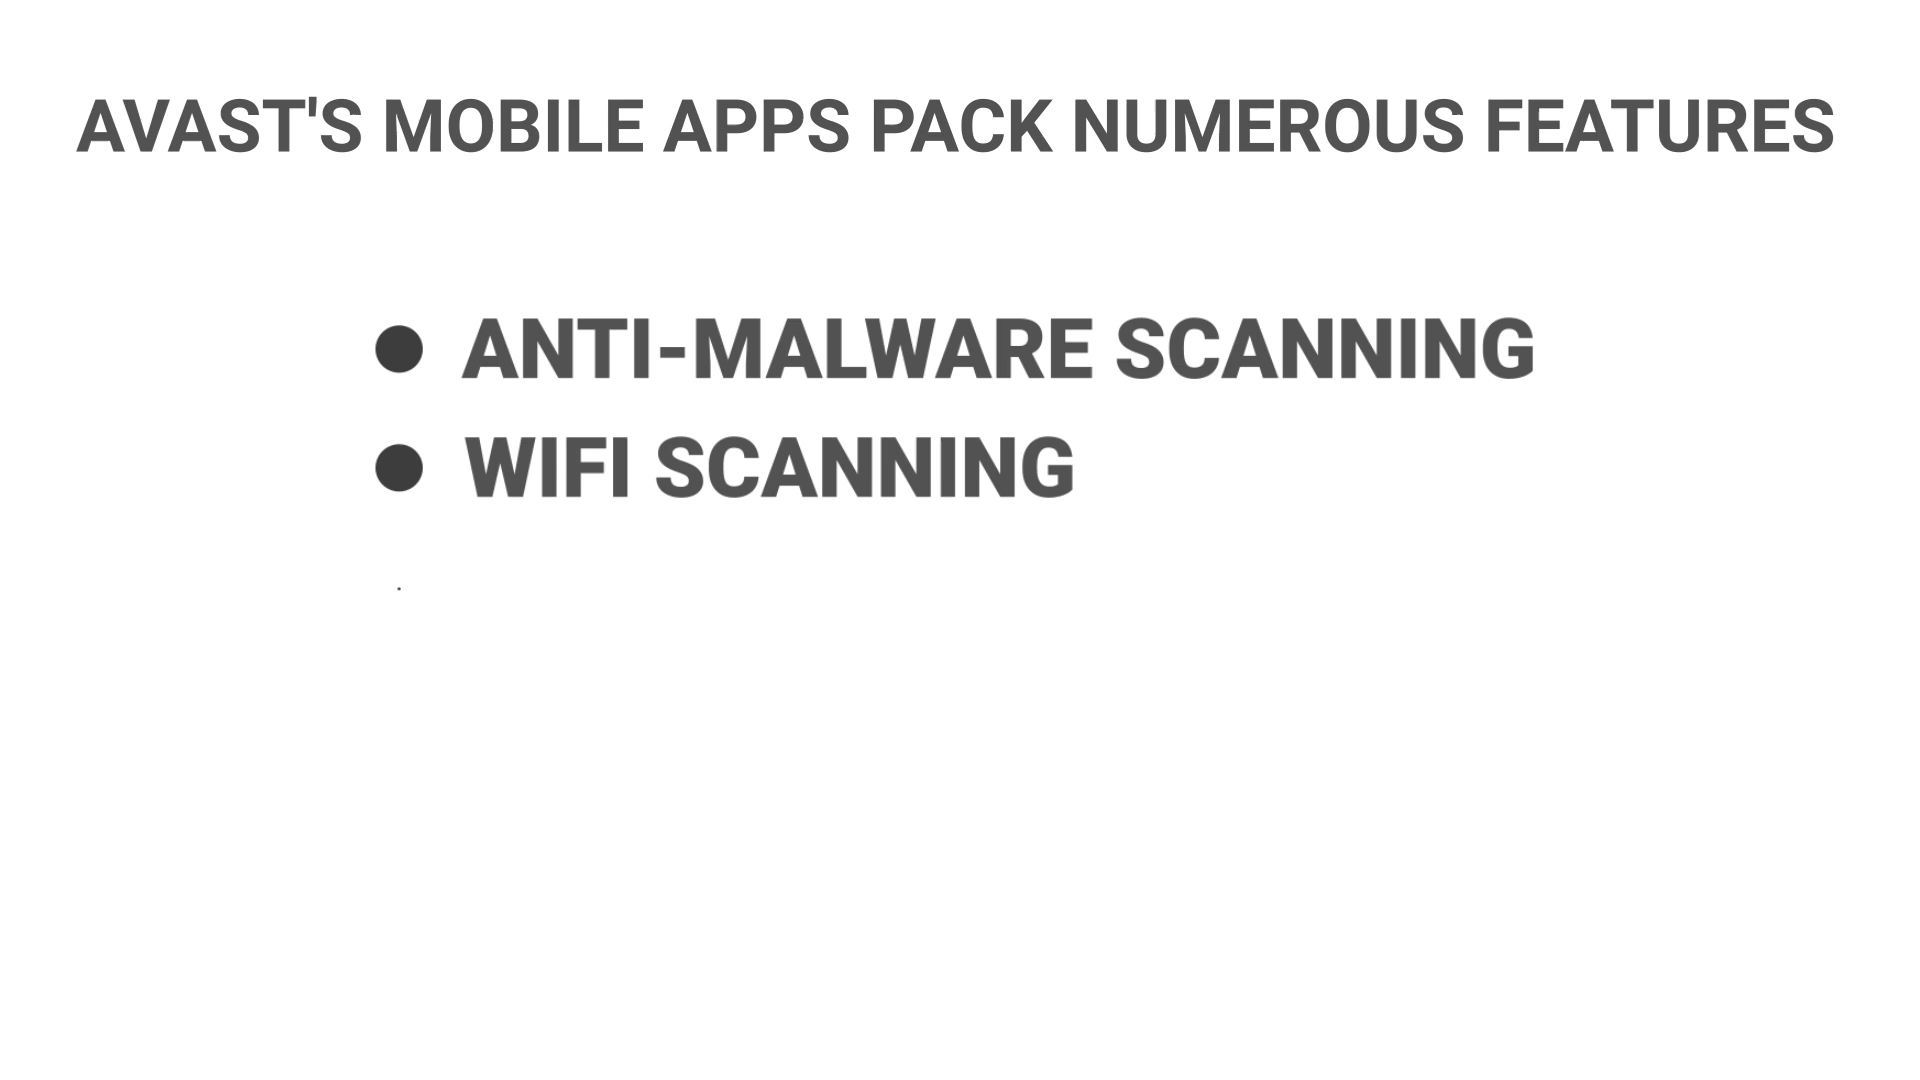 AVAST'S MOBILE APPS PACK NUMEROUS FEATURES
● ANTI-MALWARE SCANNING
● WIFI SCANNING